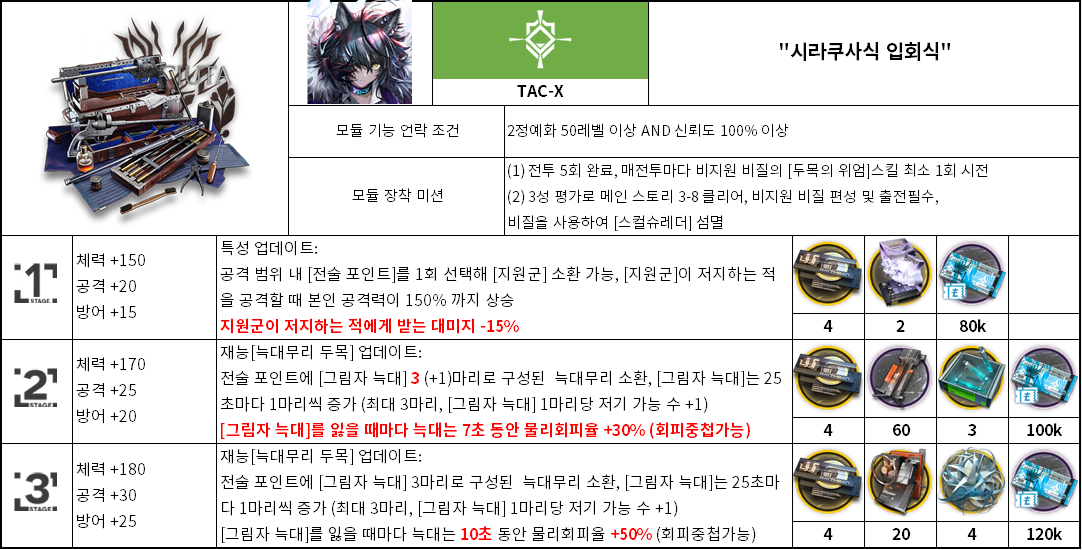 "시라쿠사식 입회식"
TAC-X
모듈 기능 언락 조건
2정예화 50레벨 이상 AND 신뢰도 100% 이상
모듈 장착 미션
(1) 전투 5회 완료, 매전투마다 비지원 비질의 [두목의 위엄]스킬 최소 1회 시전
(2) 3성 평가로 메인 스토리 3-8 클리어, 비지원 비질 편성 및 출전필수,
비질을 사용하여 [스컬슈레더] 섬멸
1
STAGE.
체력 +150
공격 +20
방어 +15
특성 업데이트:
공격 범위 내 [전술 포인트]를 1회 선택해 [지원군] 소환 가능, [지원군]이 저지하는 적
을 공격할 때 본인 공격력이 150% 까지 상승
지원군이 저지하는 적에게 받는 대미지 -15%
4
2
80k
2
STAGE.
체력 +170
공격 +25
방어 +20
재능[늑대무리 두목] 업데이트:
전술 포인트에 [그림자 늑대] 3 (+1)마리로 구성된 늑대무리 소환, [그림자 늑대]는 25
초마다 1마리씩 증가 (최대 3마리, [그림자 늑대] 1마리당 저기 가능 수 +1)
[그림자 늑대]를 잃을 때마다 늑대는 7초 동안 물리회피율 +30% (회피중첩가능)
4
60
3
100k
3
STAGE.
체력 +180
공격 +30
방어 +25
재능[늑대무리 두목] 업데이트:
전술 포인트에 [그림자 늑대] 3마리로 구성된 늑대무리 소환, [그림자 늑대]는 25초마
다 1마리씩 증가 (최대 3마리, [그림자 늑대] 1마리당 저기 가능 수 +1)
[그림자 늑대]를 잃을 때마다 늑대는 10초 동안 물리회피율 +50% (회피중첩가능)
4
20
4
120k